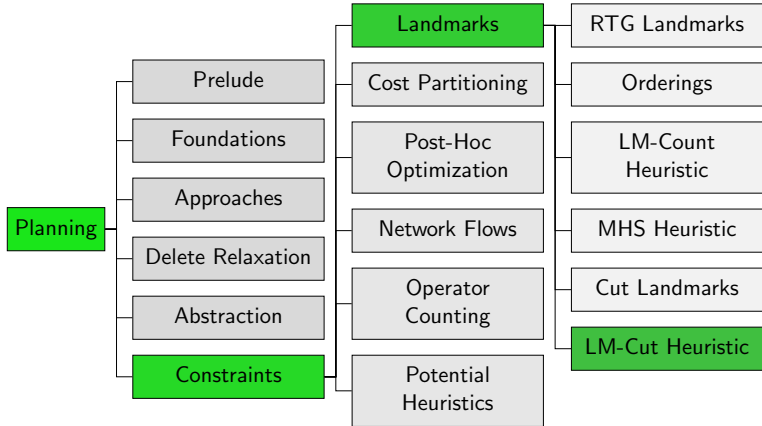 Planning
Prelude
Foundations
Approaches
Delete Relaxation
Abstraction
Constraints
Landmarks
Cost Partitioning
Post-Hoc
Optimization
Network Flows
Operator
Counting
Potential
Heuristics
RTG Landmarks
Orderings
LM-Count
Heuristic
MHS Heuristic
Cut Landmarks
LM-Cut Heuristic